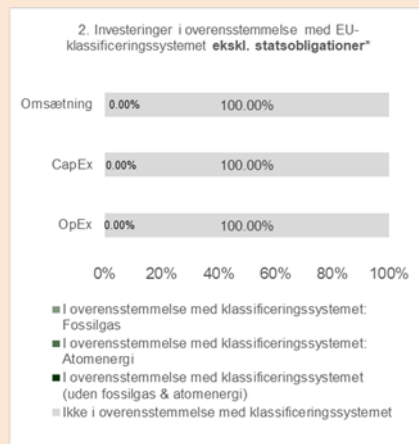 2. Investeringer i overensstemmelse med EU-
klassificeringssystemet ekskl. statsobligationer*
Omsætning 0.00% 100.00%
CapEx 0.00% 100.00%
OpEx 0.00% 100.00%
0% 20% 40% 60% 80% 100%
I overensstemmelse med klassificeringssystemet:
Fossilgas
I overensstemmelse med klassificeringssystemet:
Atomenergi
I overensstemmelse med klassificeringssystemet
(uden fossilgas & atomenergi)
Ikke i overensstemmelse med klassificeringssystemet